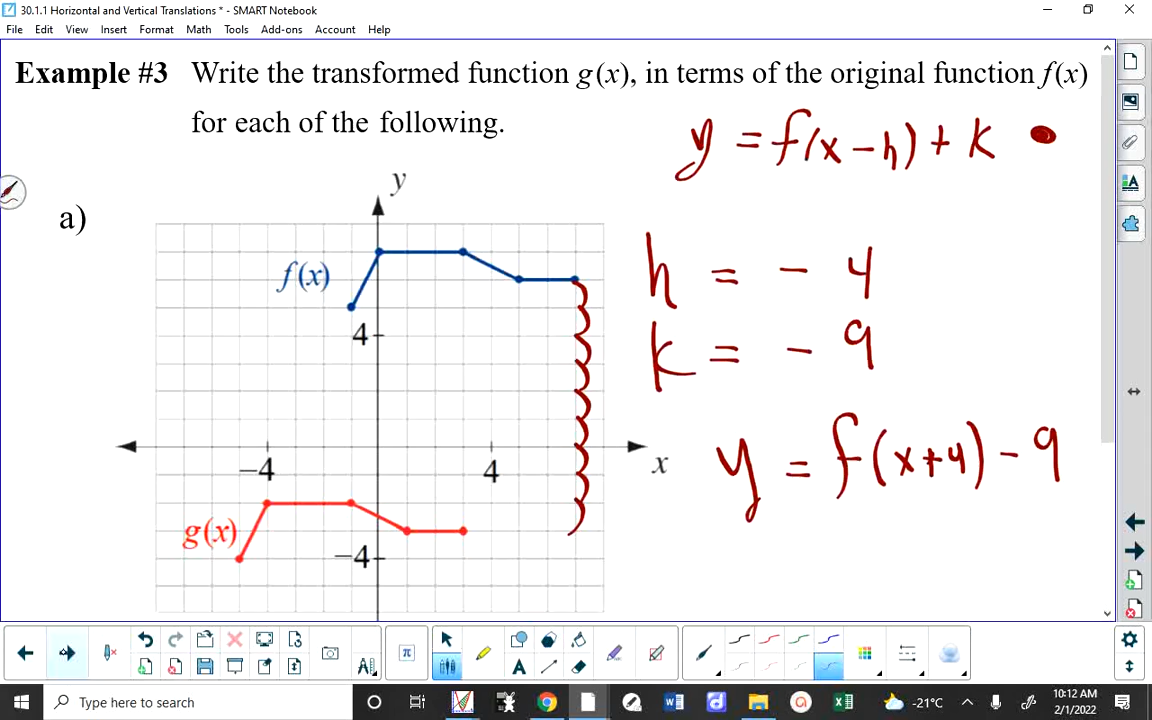 30.1.1 Horizontal and Vertical Translations * - SMART Notebook
File Edit View Insert Format Math Tools Add-ons Account Help
Example #3 Write the transformed function g(x), in terms of the original function f(x)
for each of the following.
y = f(x-h) + k
a)
y
f(x)
h = - 4
4
k = - 9
-4
4
x
y = f(x+4) - 9
g(x)
-4
π
A
Type here to search
-21°C
10:12 AM
2/1/2022